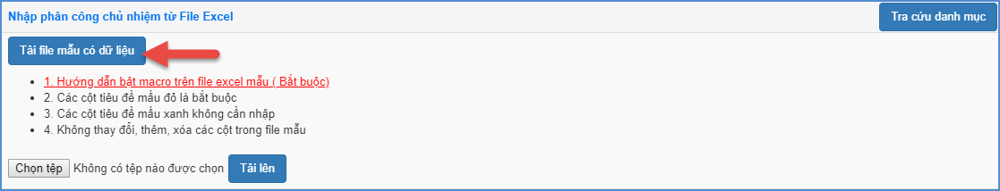 Nhập phân công chủ nhiệm từ File Excel
Tra cứu danh mục
Tải file mẫu có dữ liệu
1. Hướng dẫn bật macro trên file excel mẫu ( Bắt buộc)
2. Các cột tiêu đề mầu đỏ là bắt buộc
3. Các cột tiêu đề mầu xanh không cần nhập
4. Không thay đổi, thêm, xóa các cột trong file mẫu
Chọn tệp Không có tệp nào được chọn Tải lên